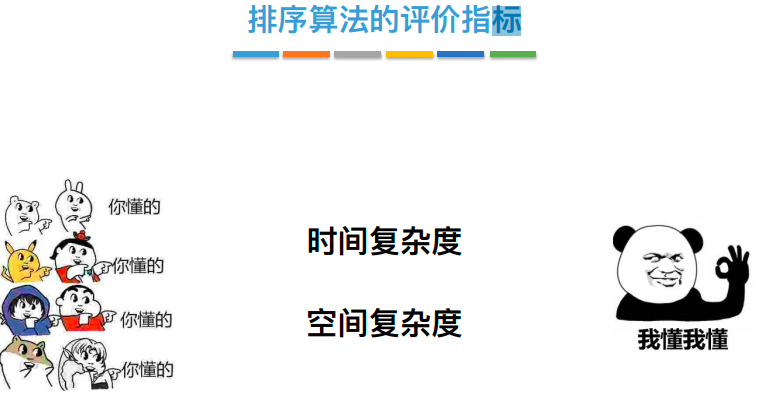 排序算法的评价指标
你懂的
你懂的
你懂的
你懂的
时间复杂度
空间复杂度
我懂我懂